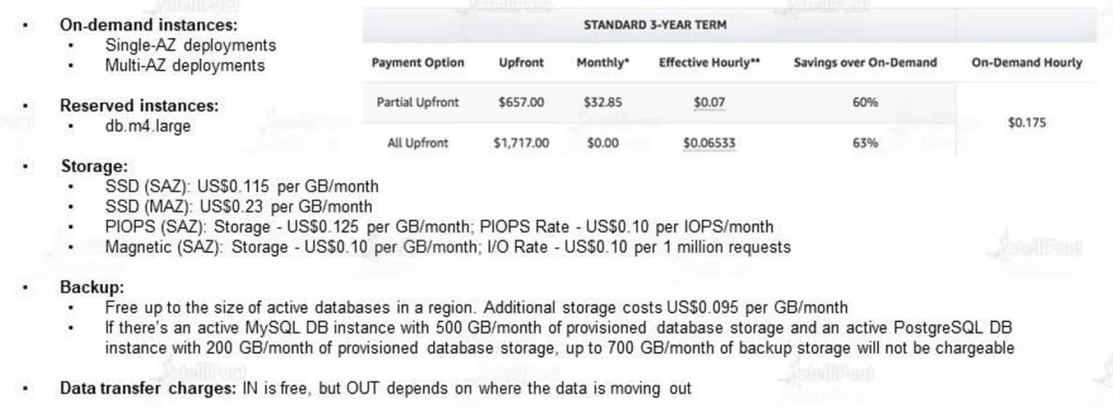 • On-demand instances:
• Single-AZ deployments
• Multi-AZ deployments
• Reserved instances:
• db.m4.large
STANDARD 3-YEAR TERM
Payment Option Upfront Monthly* Effective Hourly** Savings over On-Demand On-Demand Hourly
Partial Upfront $657.00 $32.85 $0.07 60%
$0.175
All Upfront $1,717.00 $0.00 $0.06533 63%
• Storage:
• SSD (SAZ): US$0.115 per GB/month
• SSD (MAZ): US$0.23 per GB/month
• PIOPS (SAZ): Storage - US$0.125 per GB/month; PIOPS Rate - US$0.10 per IOPS/month
• Magnetic (SAZ): Storage - US$0.10 per GB/month; I/O Rate - US$0.10 per 1 million requests
• Backup:
• Free up to the size of active databases in a region. Additional storage costs US$0.095 per GB/month
• If there's an active MySQL DB instance with 500 GB/month of provisioned database storage and an active PostgreSQL DB
instance with 200 GB/month of provisioned database storage, up to 700 GB/month of backup storage will not be chargeable
• Data transfer charges: IN is free, but OUT depends on where the data is moving out